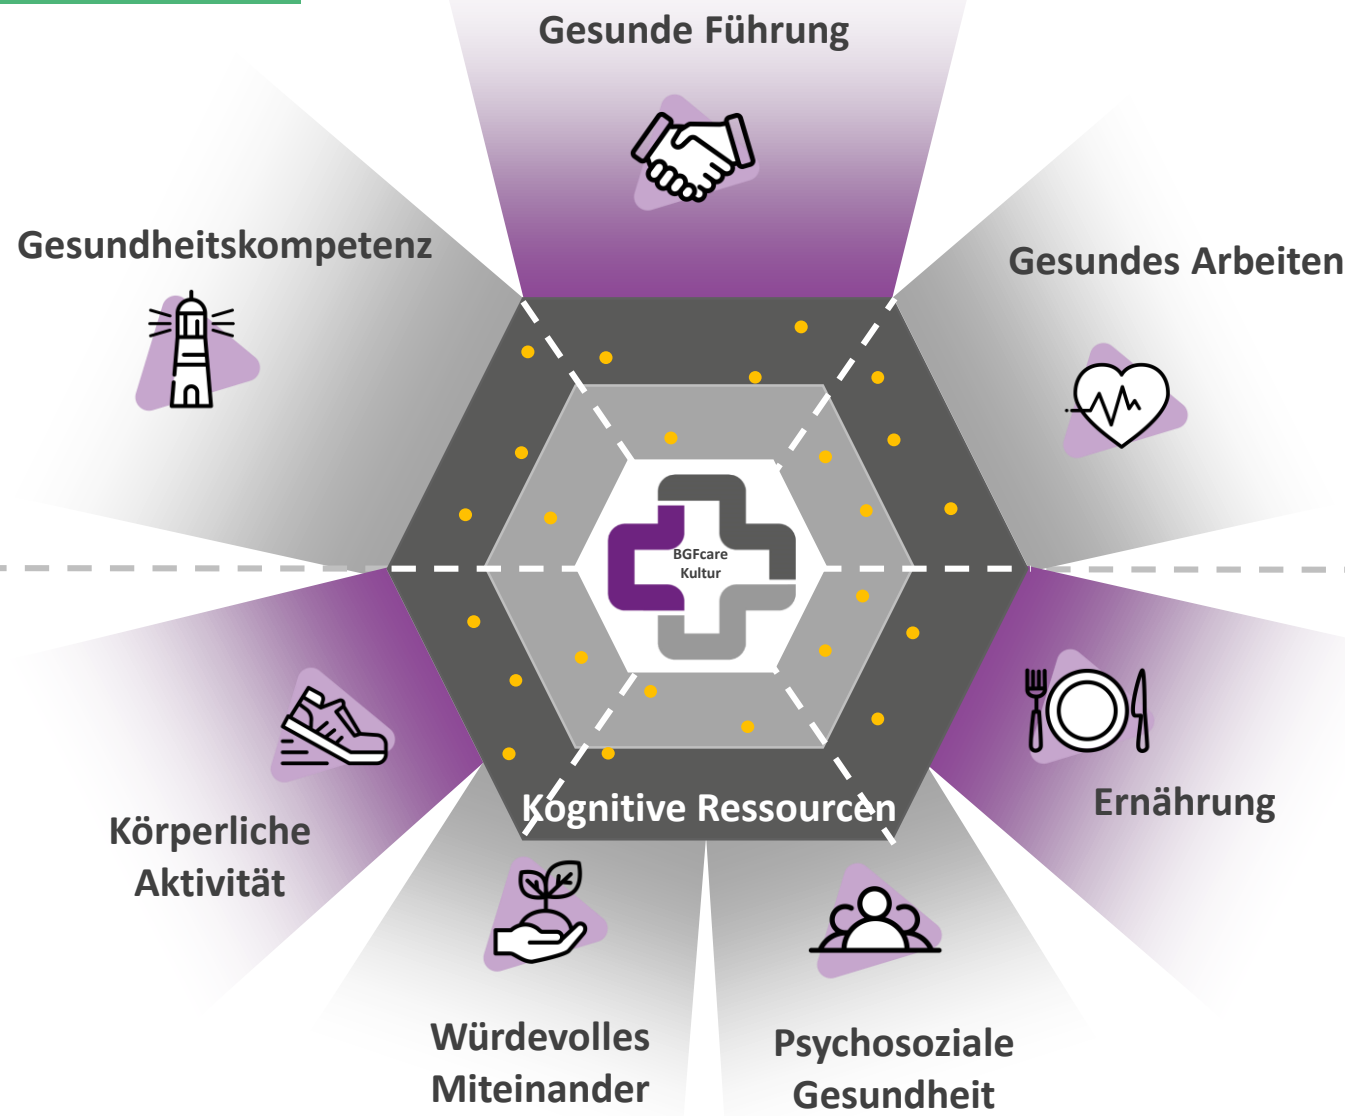 Gesunde Führung
Gesundheitskompetenz
Gesundes Arbeiten
BGFcare
Kultur
Kognitive Ressourcen
Ernährung
Körperliche
Aktivität
Würdevolles
Miteinander
Psychosoziale
Gesundheit